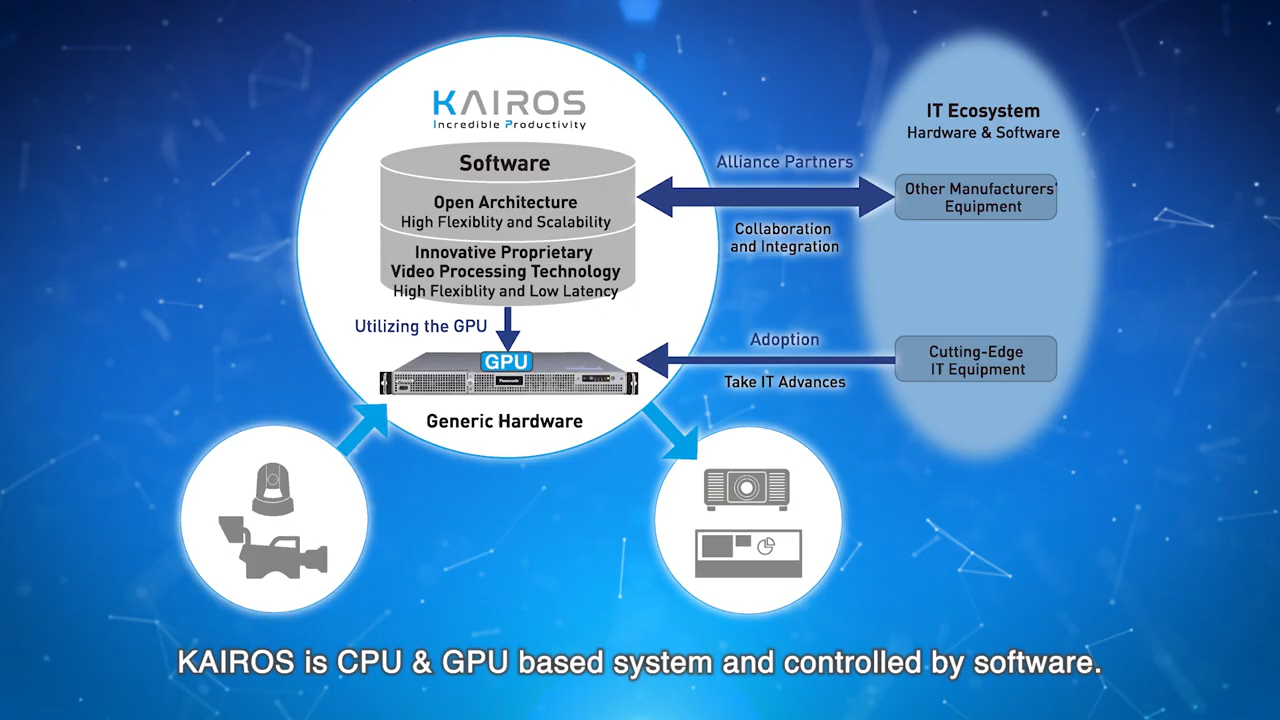 KAIROS
Incredible Productivity
Software
Open Architecture
High Flexiblity and Scalability
Innovative Proprietary
Video Processing Technology
High Flexiblity and Low Latency
Utilizing the GPU
GPU
Panasonic
Generic Hardware
Alliance Partners
Collaboration
and Integration
Adoption
Take IT Advances
IT Ecosystem
Hardware & Software
Other Manufacturers'
Equipment
Cutting-Edge
IT Equipment
KAIROS is CPU & GPU based system and controlled by software.